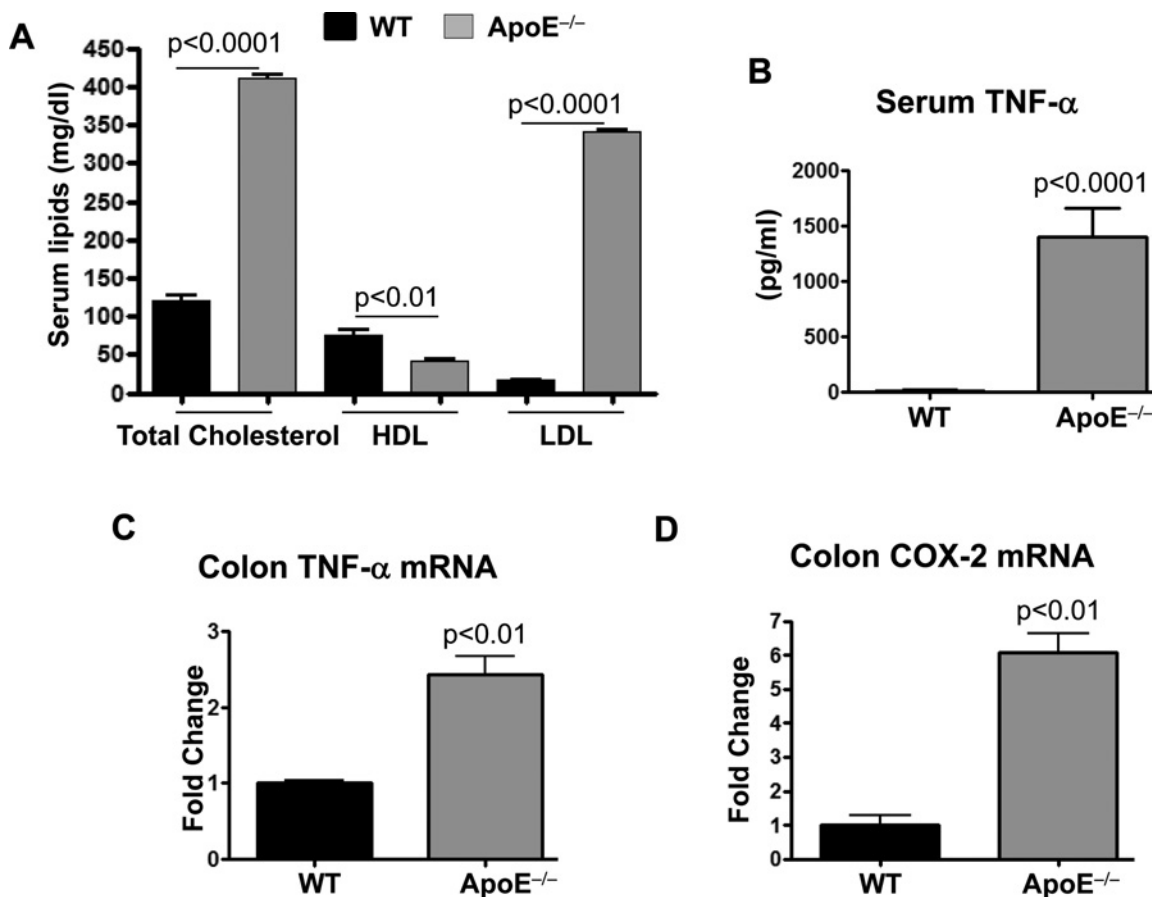 A
WT ApoE–/–
p<0.0001
p<0.0001
p<0.01
Serum lipids (mg/dl)
450
400
350
300
250
200
150
100
50
0
Total Cholesterol HDL LDL
B
Serum TNF-α
p<0.0001
(pg/ml)
2000
1500
1000
500
0
WT ApoE–/–
C
Colon TNF-α mRNA
p<0.01
Fold Change
3
2
1
0
WT ApoE–/–
D
Colon COX-2 mRNA
p<0.01
Fold Change
7
6
5
4
3
2
1
0
WT ApoE–/–